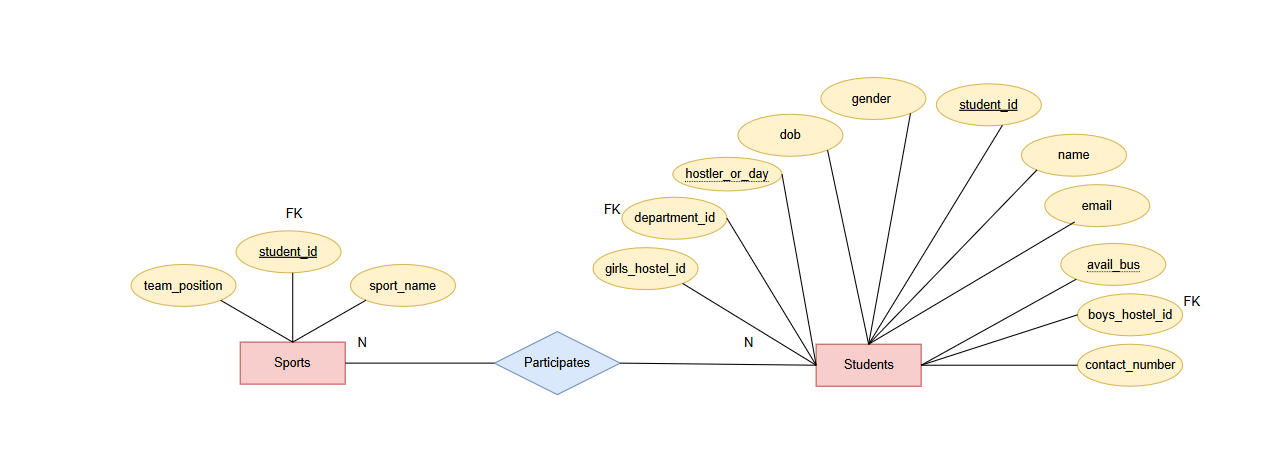 gender
student_id
dob
name
hostler_or_day
email
FK
department_id
FK
student_id
avail_bus
girls_hostel_id
team_position
sport_name
boys_hostel_id
FK
N
N
Sports
Participates
Students
contact_number